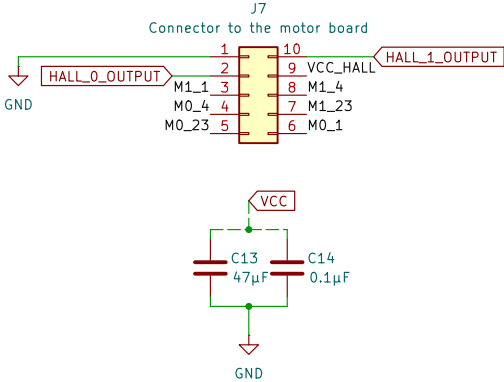 J7
Connector to the motor board
1
10
HALL_1_OUTPUT
HALL_0_OUTPUT
2
9
VCC_HALL
GND
M1_1
3
8
M1_4
M0_4
4
7
M1_23
M0_23
5
6
M0_1
VCC
C13
47µF
C14
0.1µF
GND